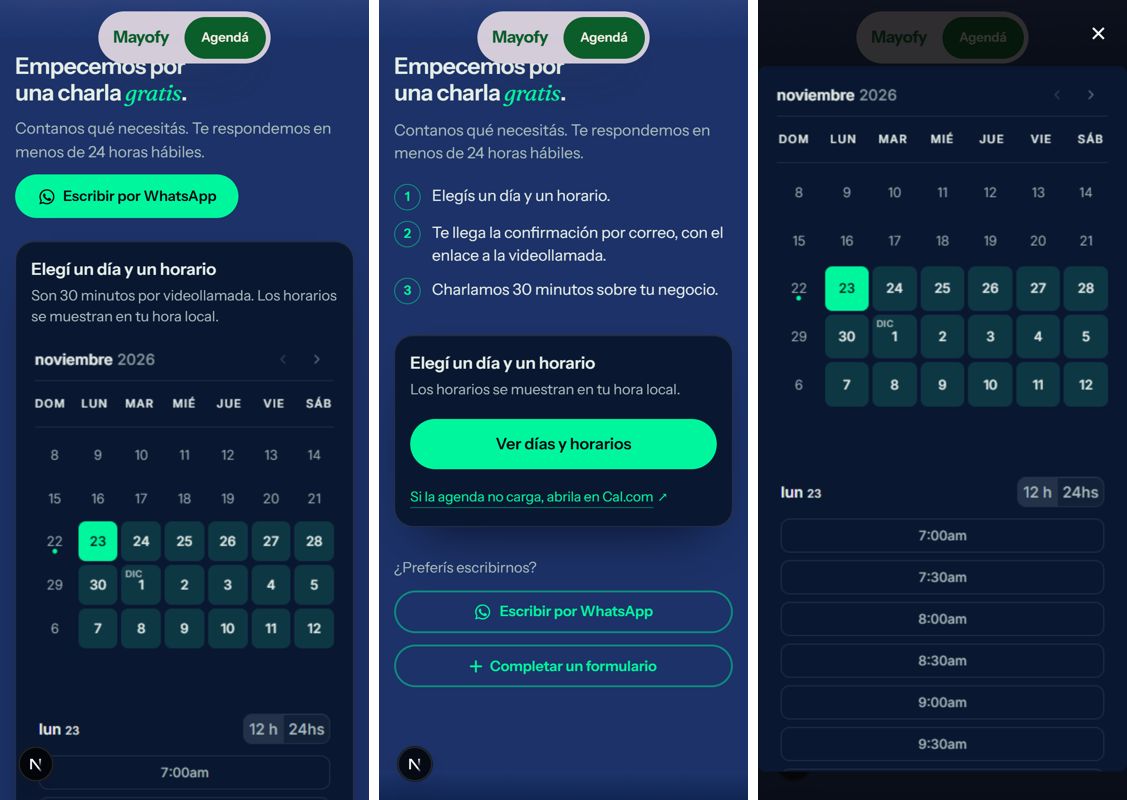 Mayofy Agendá
Empecemos por
una charla gratis.
Contanos qué necesitás. Te respondemos en
menos de 24 horas hábiles.
Escribir por WhatsApp
Elegí un día y un horario
Son 30 minutos por videollamada. Los horarios
se muestran en tu hora local.
noviembre 2026 < >
DOM LUN MAR MIÉ JUE VIE SÁB
8 9 10 11 12 13 14
15 16 17 18 19 20 21
22 23 24 25 26 27 28
DIC
29 30 1 2 3 4 5
6 7 8 9 10 11 12
lun 23 12 h 24hs
N 7:00am
Mayofy Agendá
Empecemos por
una charla gratis.
Contanos qué necesitás. Te respondemos en
menos de 24 horas hábiles.
1 Elegís un día y un horario.
2 Te llega la confirmación por correo, con el
enlace a la videollamada.
3 Charlamos 30 minutos sobre tu negocio.
Elegí un día y un horario
Los horarios se muestran en tu hora local.
Ver días y horarios
Si la agenda no carga, abrila en Cal.com ↗
¿Preferís escribirnos?
Escribir por WhatsApp
+ Completar un formulario
N
Mayofy Agendá ×
noviembre 2026 < >
DOM LUN MAR MIÉ JUE VIE SÁB
8 9 10 11 12 13 14
15 16 17 18 19 20 21
22 23 24 25 26 27 28
DIC
29 30 1 2 3 4 5
6 7 8 9 10 11 12
lun 23 12 h 24hs
7:00am
7:30am
8:00am
8:30am
9:00am
9:30am